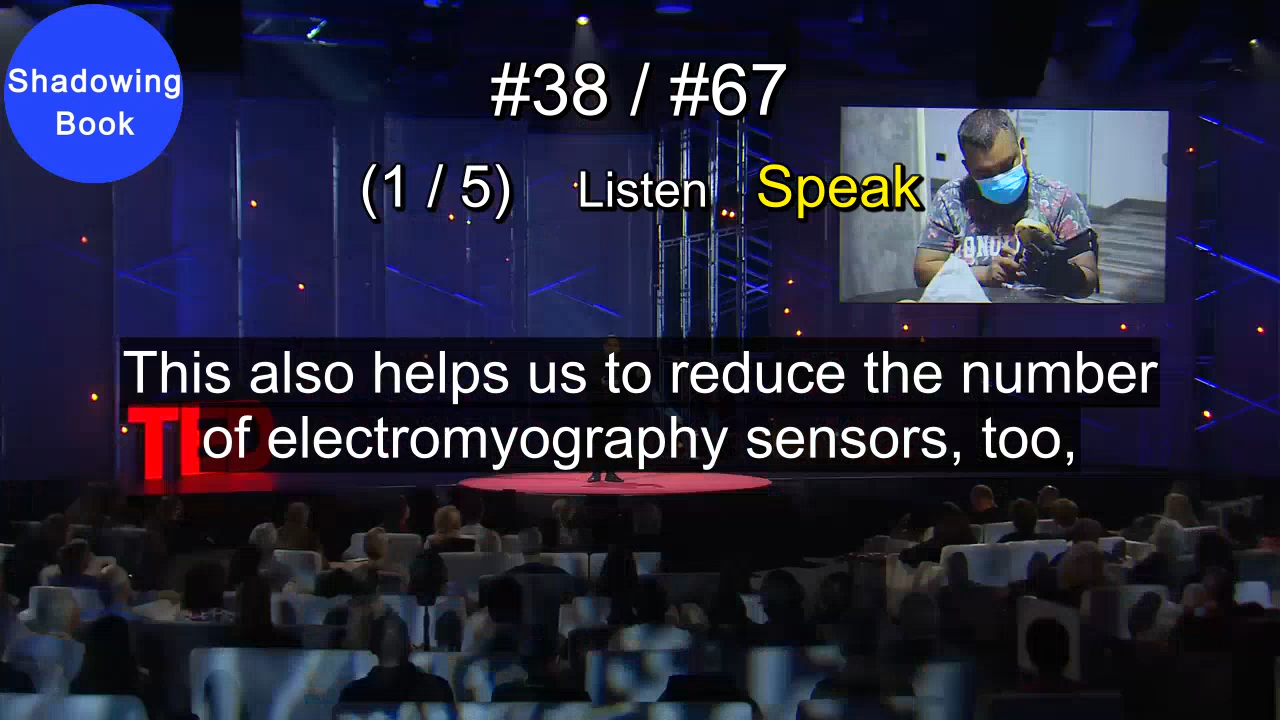 Shadowing
Book
#38 / #67
(1 / 5) Listen Speak
This also helps us to reduce the number
of electromyography sensors, too,
TED